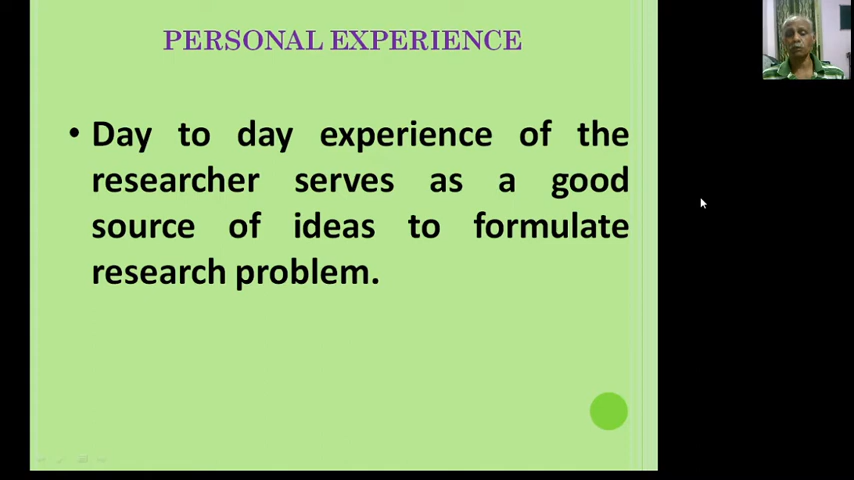 PERSONAL EXPERIENCE
• Day to day experience of the
researcher serves as a good
source of ideas to formulate
research problem.